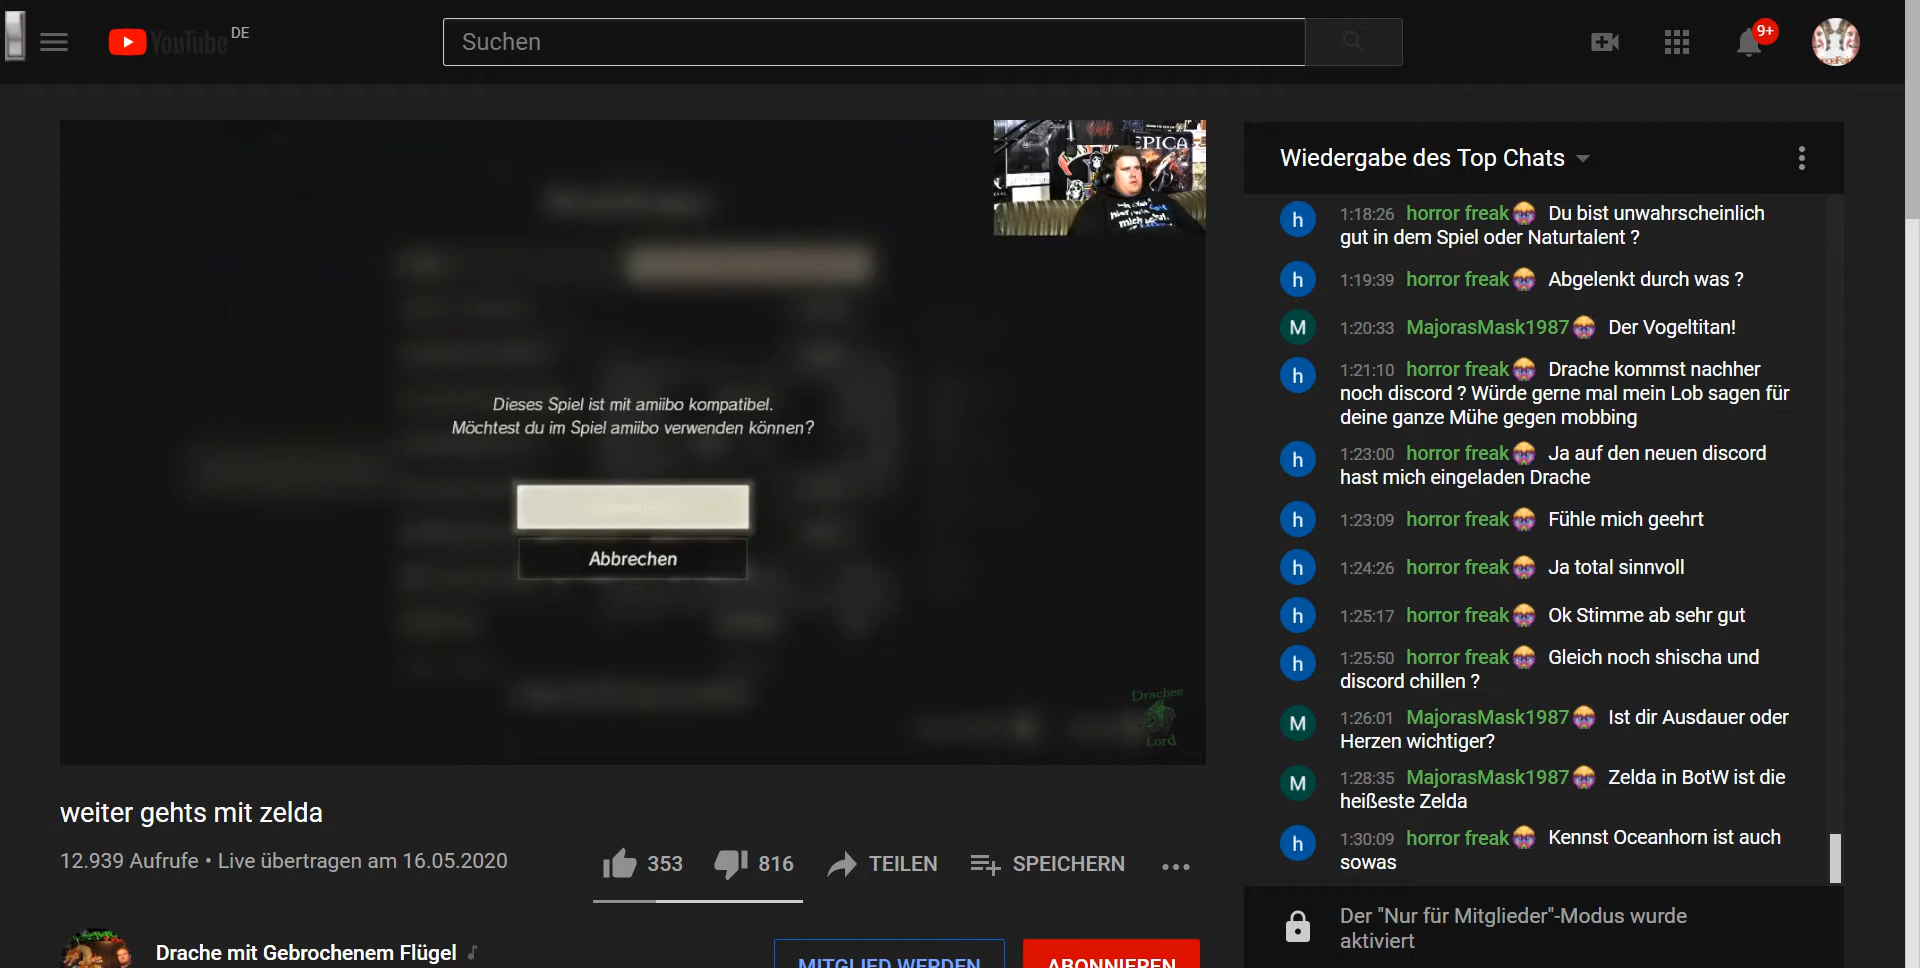 YouTube DE
Suchen
9+
EPICA
Dieses Spiel ist mit amiibo kompatibel.
Möchtest du im Spiel amiibo verwenden können?
Abbrechen
Drachen
Lord
weiter gehts mit zelda
12.939 Aufrufe • Live übertragen am 16.05.2020
353 816 TEILEN SPEICHERN
Drache mit Gebrochenem Flügel
MITGLIED WERDEN ABONNIEREN
Wiedergabe des Top Chats
h 1:18:26 horror freak Du bist unwahrscheinlich
gut in dem Spiel oder Naturtalent ?
h 1:19:39 horror freak Abgelenkt durch was ?
M 1:20:33 MajorasMask1987 Der Vogeltitan!
h 1:21:10 horror freak Drache kommst nachher
noch discord ? Würde gerne mal mein Lob sagen für
deine ganze Mühe gegen mobbing
h 1:23:00 horror freak Ja auf den neuen discord
hast mich eingeladen Drache
h 1:23:09 horror freak Fühle mich geehrt
h 1:24:26 horror freak Ja total sinnvoll
h 1:25:17 horror freak Ok Stimme ab sehr gut
h 1:25:50 horror freak Gleich noch shischa und
discord chillen ?
M 1:26:01 MajorasMask1987 Ist dir Ausdauer oder
Herzen wichtiger?
M 1:28:35 MajorasMask1987 Zelda in BotW ist die
heißeste Zelda
h 1:30:09 horror freak Kennst Oceanhorn ist auch
sowas
Der "Nur für Mitglieder"-Modus wurde
aktiviert